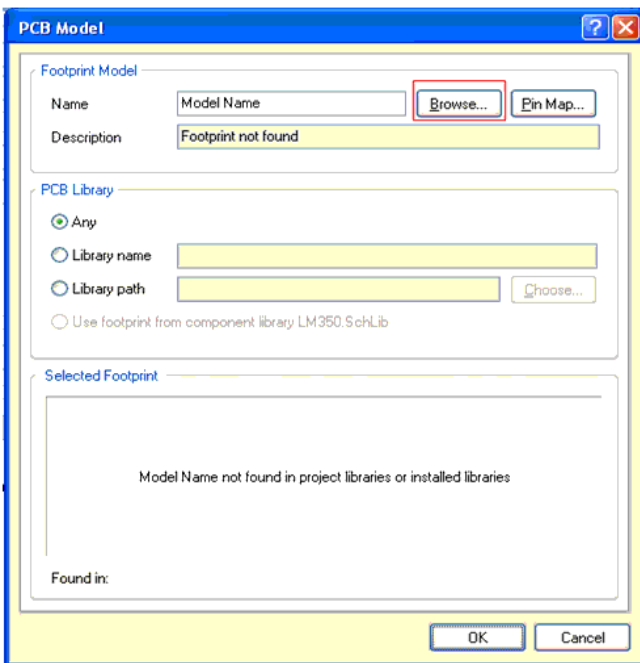 PCB Model
Footprint Model
Name Model Name Browse... Pin Map...
Description Footprint not found
PCB Library
Any
Library name
Library path Choose...
Use footprint from component library LM350.SchLib
Selected Footprint
Model Name not found in project libraries or installed libraries
Found in:
OK Cancel